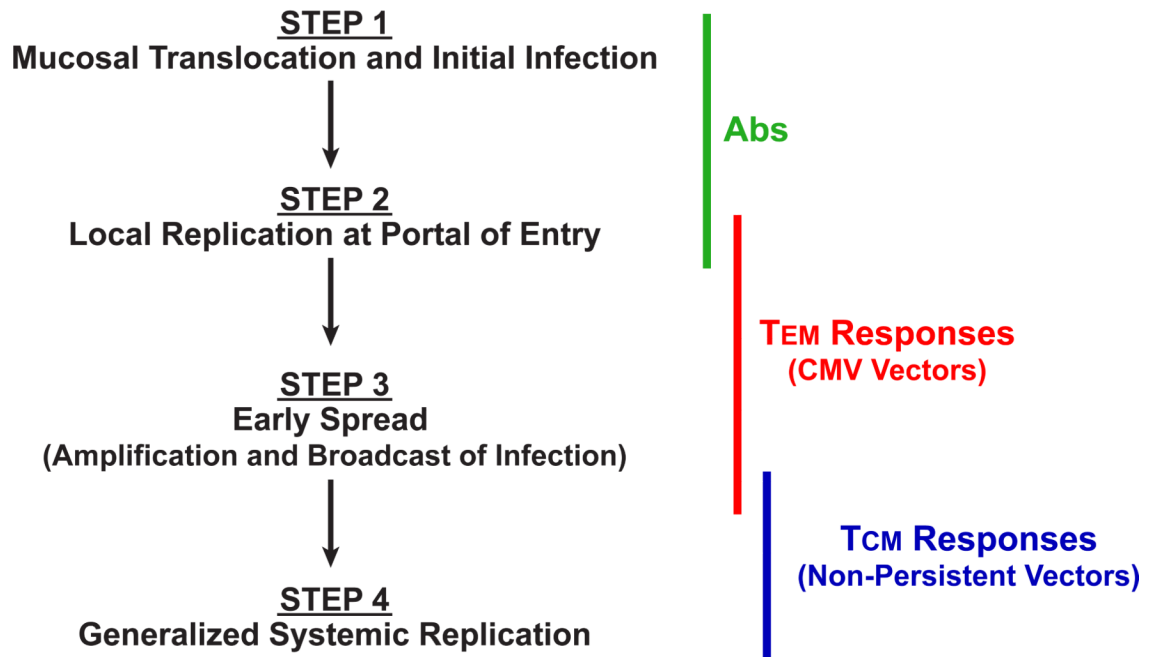 STEP 1
Mucosal Translocation and Initial Infection
Abs
STEP 2
Local Replication at Portal of Entry
TEM Responses
(CMV Vectors)
STEP 3
Early Spread
(Amplification and Broadcast of Infection)
TCM Responses
(Non-Persistent Vectors)
STEP 4
Generalized Systemic Replication